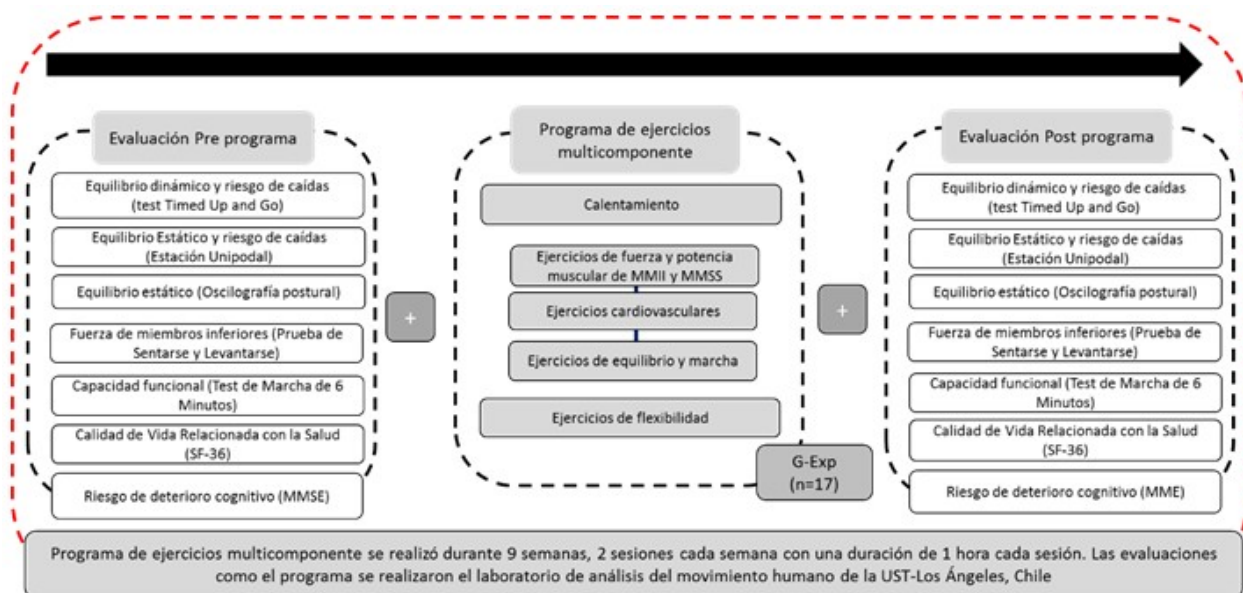 Evaluación Pre programa
Equilibrio dinámico y riesgo de caídas
(test Timed Up and Go)
Equilibrio Estático y riesgo de caídas
(Estación Unipodal)
Equilibrio estático (Oscilografía postural)
Fuerza de miembros inferiores (Prueba de
Sentarse y Levantarse)
Capacidad funcional (Test de Marcha de 6
Minutos)
Calidad de Vida Relacionada con la Salud
(SF-36)
Riesgo de deterioro cognitivo (MMSE)
+
Programa de ejercicios
multicomponente
Calentamiento
Ejercicios de fuerza y potencia
muscular de MMII y MMSS
Ejercicios cardiovasculares
Ejercicios de equilibrio y marcha
Ejercicios de flexibilidad
G-Exp
(n=17)
+
Evaluación Post programa
Equilibrio dinámico y riesgo de caídas
(test Timed Up and Go)
Equilibrio Estático y riesgo de caídas
(Estación Unipodal)
Equilibrio estático (Oscilografía postural)
Fuerza de miembros inferiores (Prueba de
Sentarse y Levantarse)
Capacidad funcional (Test de Marcha de 6
Minutos)
Calidad de Vida Relacionada con la Salud
(SF-36)
Riesgo de deterioro cognitivo (MME)
Programa de ejercicios multicomponente se realizó durante 9 semanas, 2 sesiones cada semana con una duración de 1 hora cada sesión. Las evaluaciones
como el programa se realizaron el laboratorio de análisis del movimiento humano de la UST-Los Ángeles, Chile